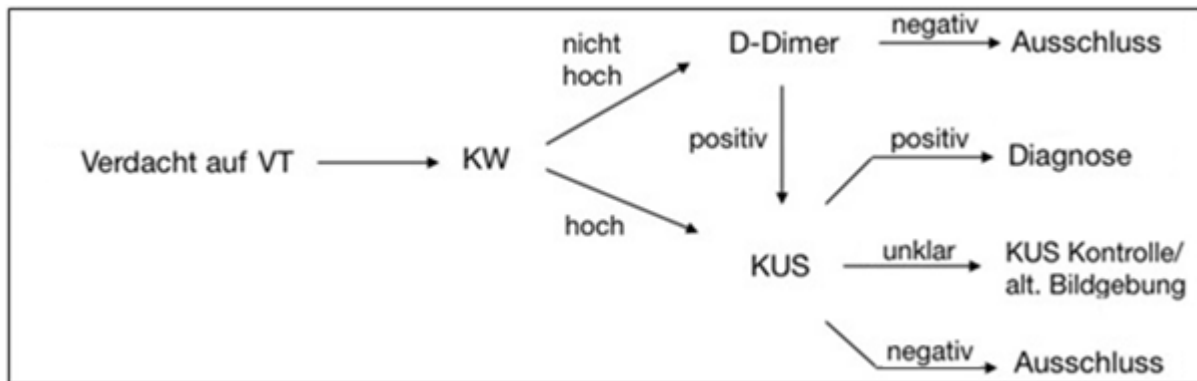 Verdacht auf VT
KW
nicht
hoch
hoch
D-Dimer
negativ
Ausschluss
positiv
KUS
positiv
Diagnose
unklar
KUS Kontrolle/
alt. Bildgebung
negativ
Ausschluss